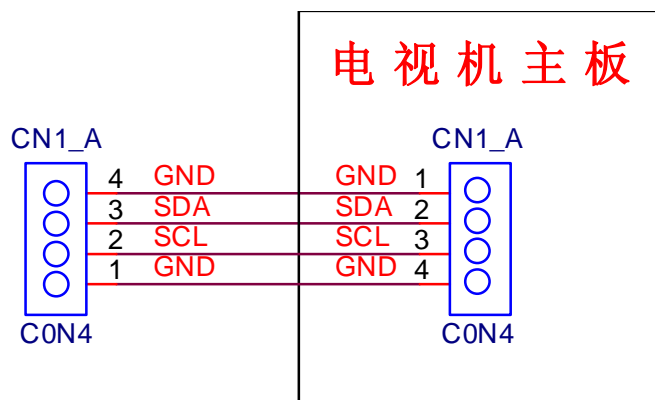 电视机主板
CN1_A
CN1_A
4 GND GND 1
3 SDA SDA 2
2 SCL SCL 3
1 GND GND 4
C0N4
C0N4